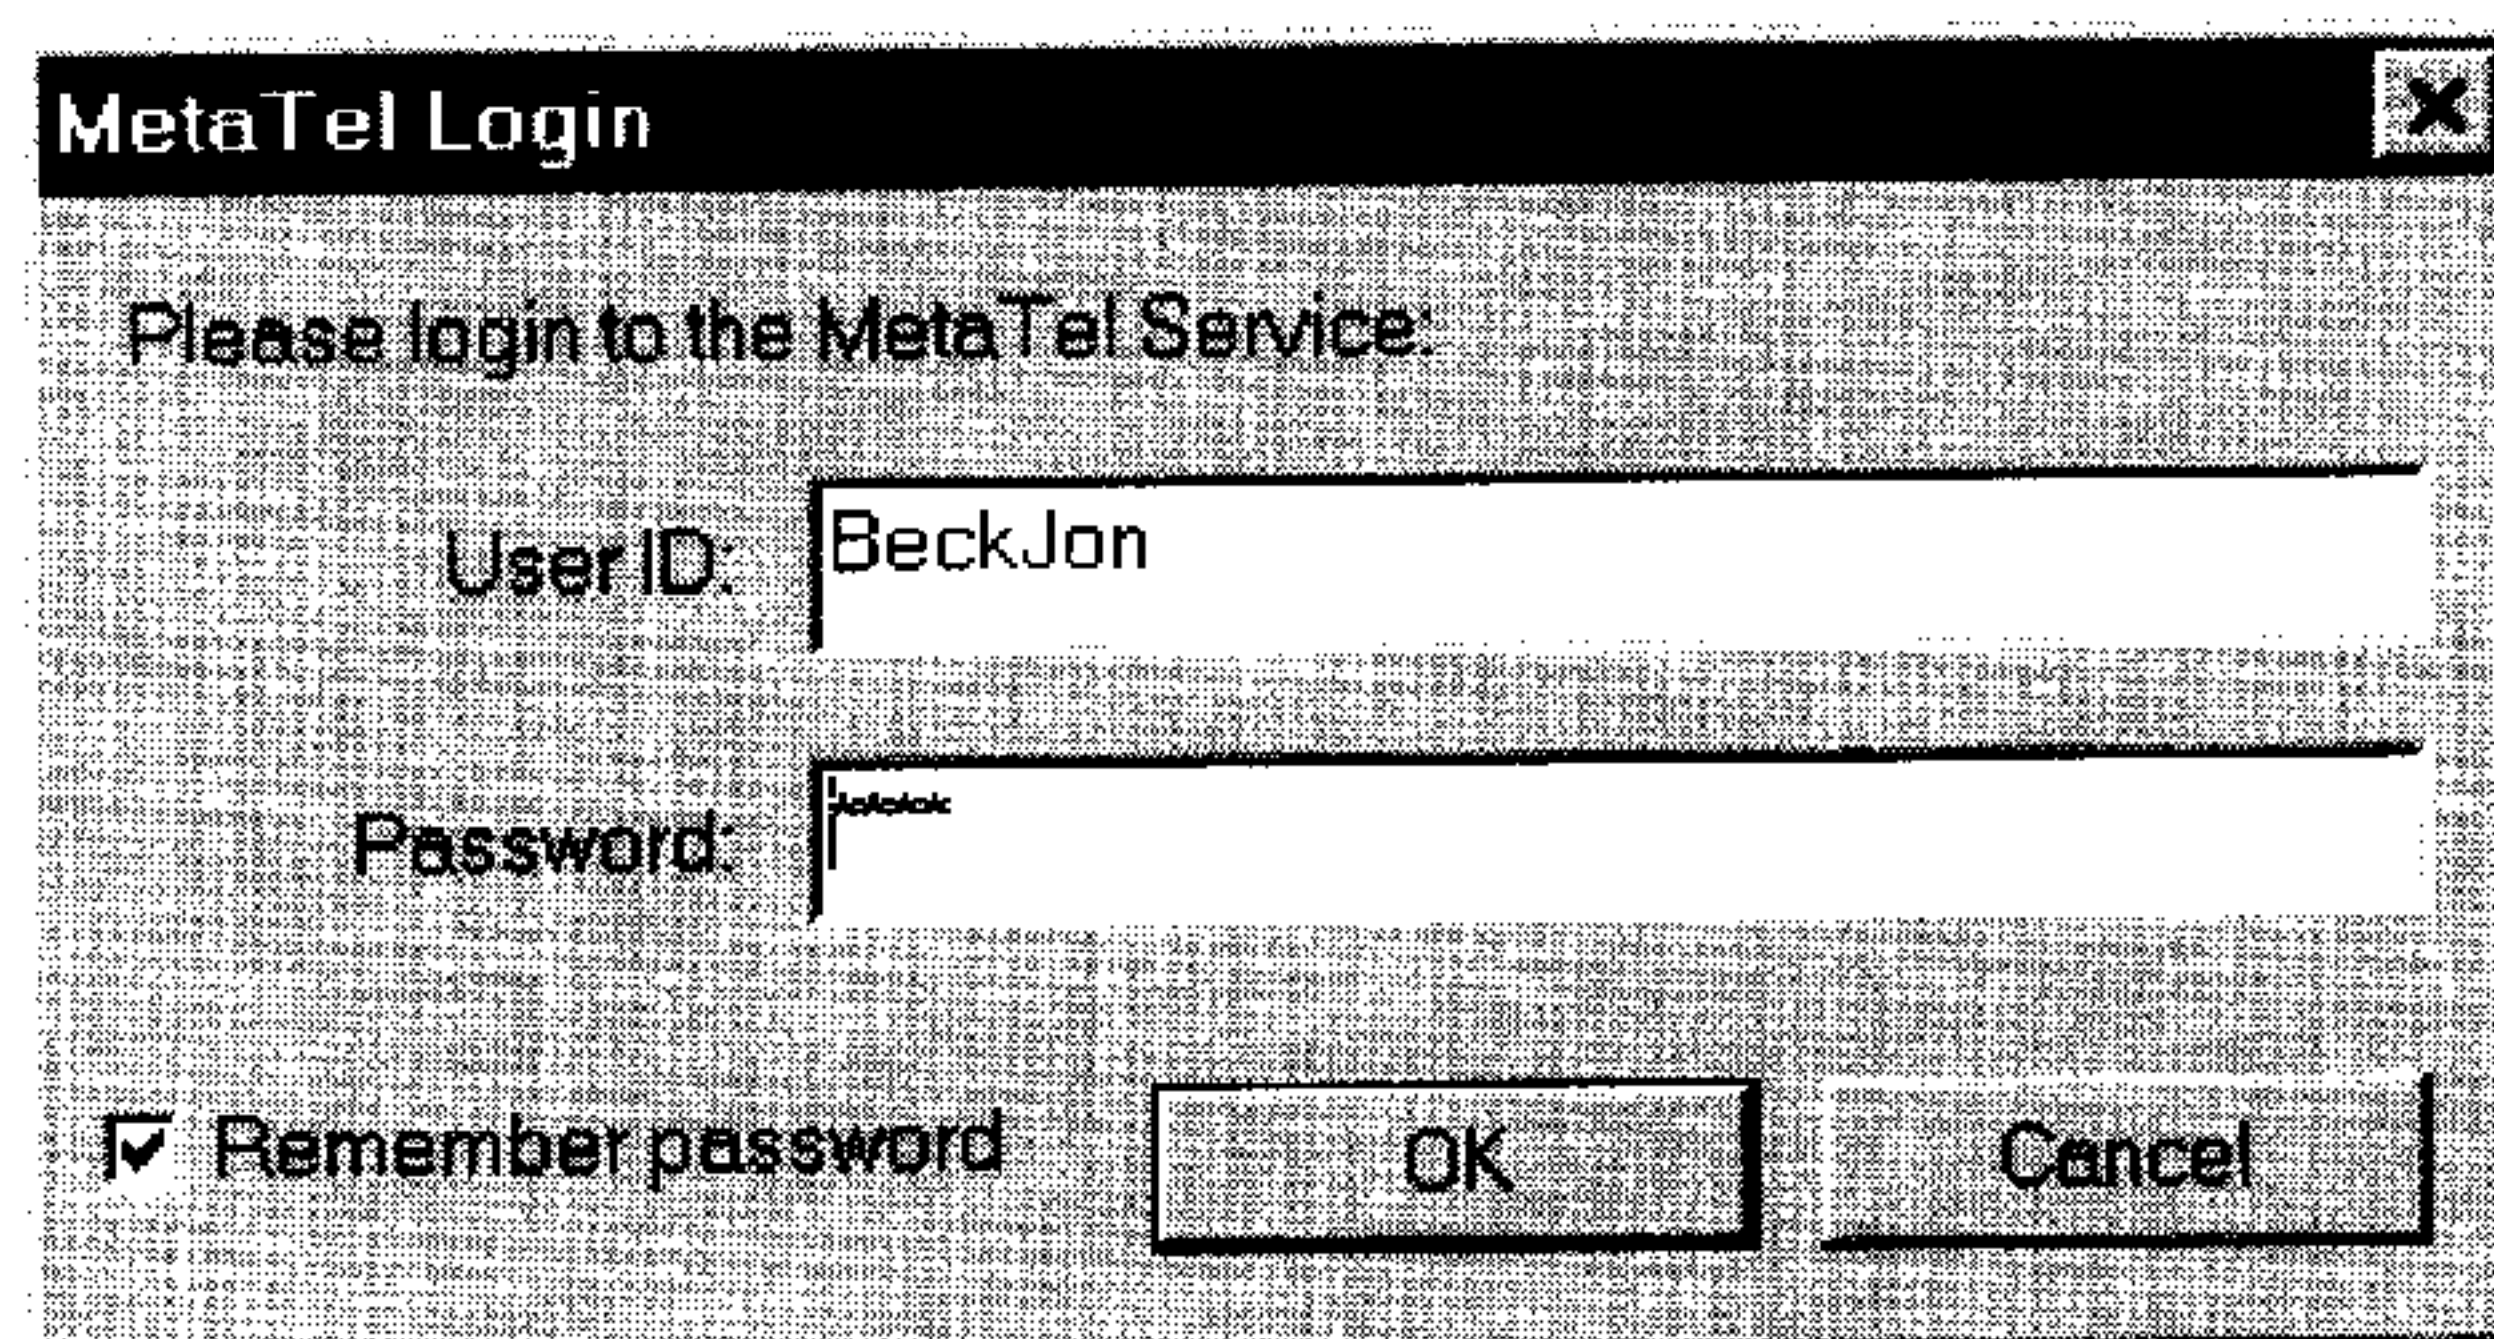 MetaTel Login
Please login to the MetaTel Service:
User ID: BeckJon
Password:
Remember password OK Cancel